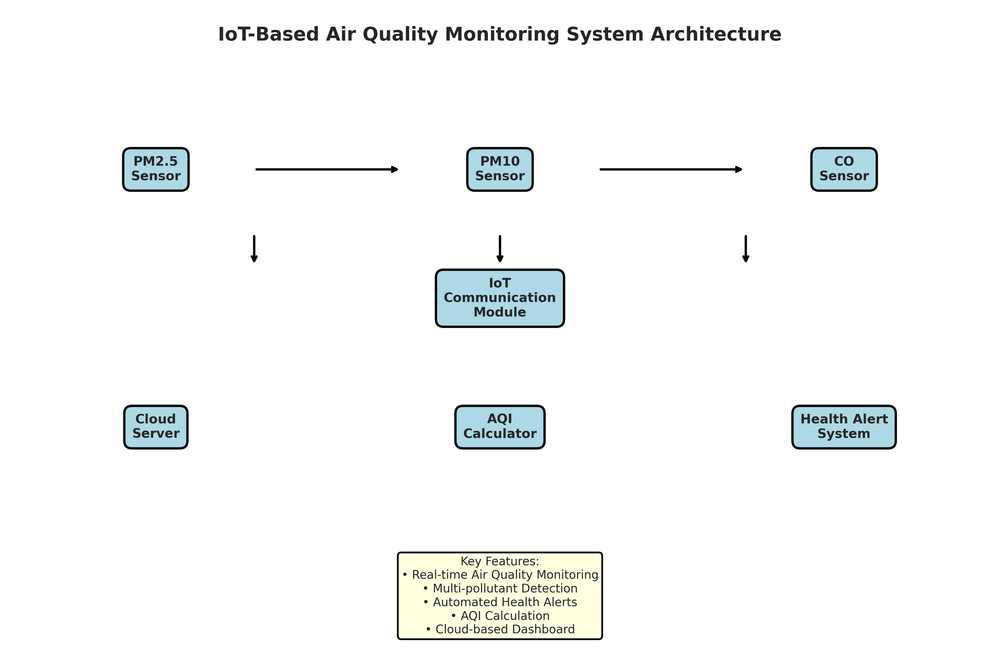 IoT-Based Air Quality Monitoring System Architecture
PM2.5
Sensor
PM10
Sensor
CO
Sensor
IoT
Communication
Module
Cloud
Server
AQI
Calculator
Health Alert
System
Key Features:
• Real-time Air Quality Monitoring
• Multi-pollutant Detection
• Automated Health Alerts
• AQI Calculation
• Cloud-based Dashboard